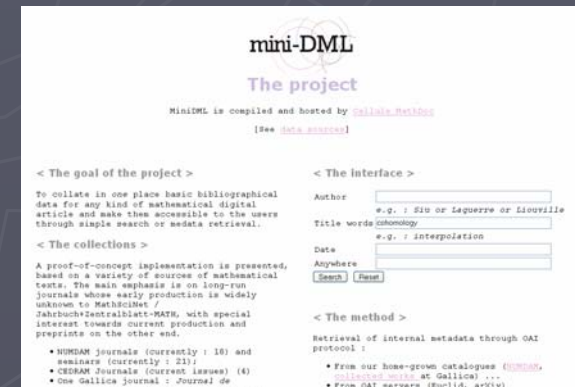 mini-DML
The project
MiniDML is compiled and hosted by Cellule MathDoc
[See data sources]
< The goal of the project >
To collate in one place basic bibliographical
data for any kind of mathematical digital
article and make them accessible to the users
through simple search or medata retrieval.
< The collections >
A proof-of-concept implementation is presented,
based on a variety of sources of mathematical
texts. The main emphasis is on long-run
journals whose early production is widely
unknown to MathSciNet /
Jahrbuch+Zentralblatt-MATH, with special
interest towards current production and
preprints on the other end.
• NUMDAM journals (currently : 18) and
seminars (currently : 21);
• CEDRAM Journals (current issues) (4)
• One Gallica journal : Journal de
< The interface >
Author
e.g. : Siu or Laguerre or Liouville
Title words cohomology
e.g. : interpolation
Date
Anywhere
Search Reset
< The method >
Retrieval of internal metadata through OAI
protocol :
• From our home-grown catalogues (NUMDAM,
collected works at Gallica) ...
• From OAI servers (Euclid, arXiv)